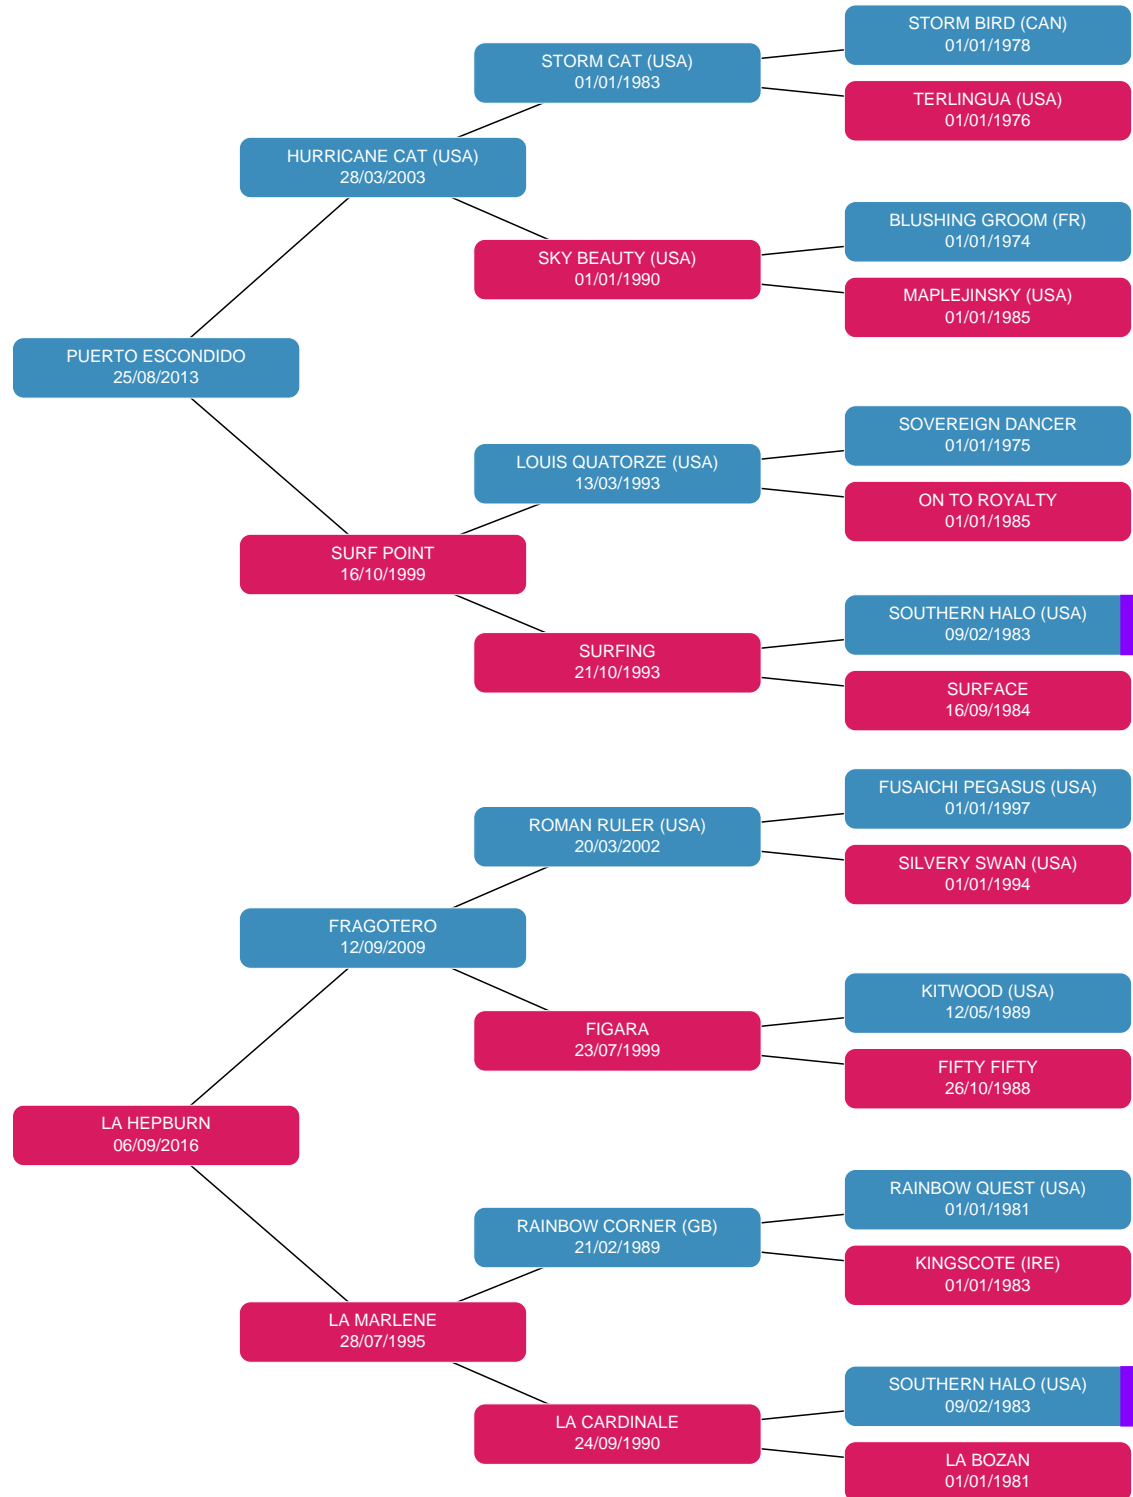 STORM BIRD (CAN)
01/01/1978
STORM CAT (USA)
01/01/1983
TERLINGUA (USA)
01/01/1976
HURRICANE CAT (USA)
28/03/2003
BLUSHING GROOM (FR)
01/01/1974
SKY BEAUTY (USA)
01/01/1990
MAPLEJINSKY (USA)
01/01/1985
PUERTO ESCONDIDO
25/08/2013
SOVEREIGN DANCER
01/01/1975
LOUIS QUATORZE (USA)
13/03/1993
ON TO ROYALTY
01/01/1985
SURF POINT
16/10/1999
SOUTHERN HALO (USA)
09/02/1983
SURFING
21/10/1993
SURFACE
16/09/1984
FUSAICHI PEGASUS (USA)
01/01/1997
ROMAN RULER (USA)
20/03/2002
SILVERY SWAN (USA)
01/01/1994
FRAGOTERO
12/09/2009
KITWOOD (USA)
12/05/1989
FIGARA
23/07/1999
FIFTY FIFTY
26/10/1988
LA HEPBURN
06/09/2016
RAINBOW QUEST (USA)
01/01/1981
RAINBOW CORNER (GB)
21/02/1989
KINGSCOTE (IRE)
01/01/1983
LA MARLENE
28/07/1995
SOUTHERN HALO (USA)
09/02/1983
LA CARDINALE
24/09/1990
LA BOZAN
01/01/1981